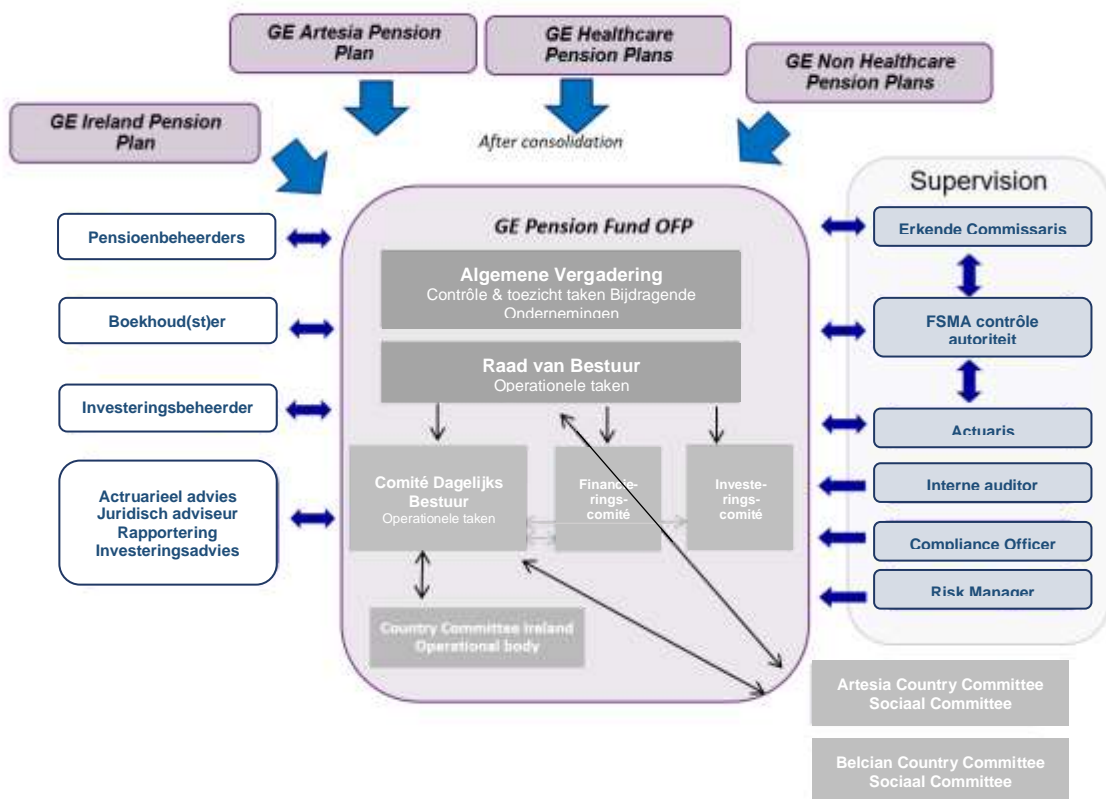 GE Artesia Pension
Plan
GE Healthcare
Pension Plans
GE Non Healthcare
Pension Plans
GE Ireland Pension
Plan
After consolidation
Supervision
GE Pension Fund OFP
Pensioenbeheerders
Boekhoud(st)er
Investeringsbeheerder
Actruarieel advies
Juridisch adviseur
Rapportering
Investeringsadvies
Algemene Vergadering
Contrôle & toezicht taken Bijdragende
Ondernemingen
Raad van Bestuur
Operationele taken
Comité Dagelijks
Bestuur
Operationele taken
Financie-
rings-
comité
Investe-
rings-
comité
Country Committee Ireland
Operational body
Erkende Commissaris
FSMA contrôle
autoriteit
Actuaris
Interne auditor
Compliance Officer
Risk Manager
Artesia Country Committee
Sociaal Committee
Belcian Country Committee
Sociaal Committee